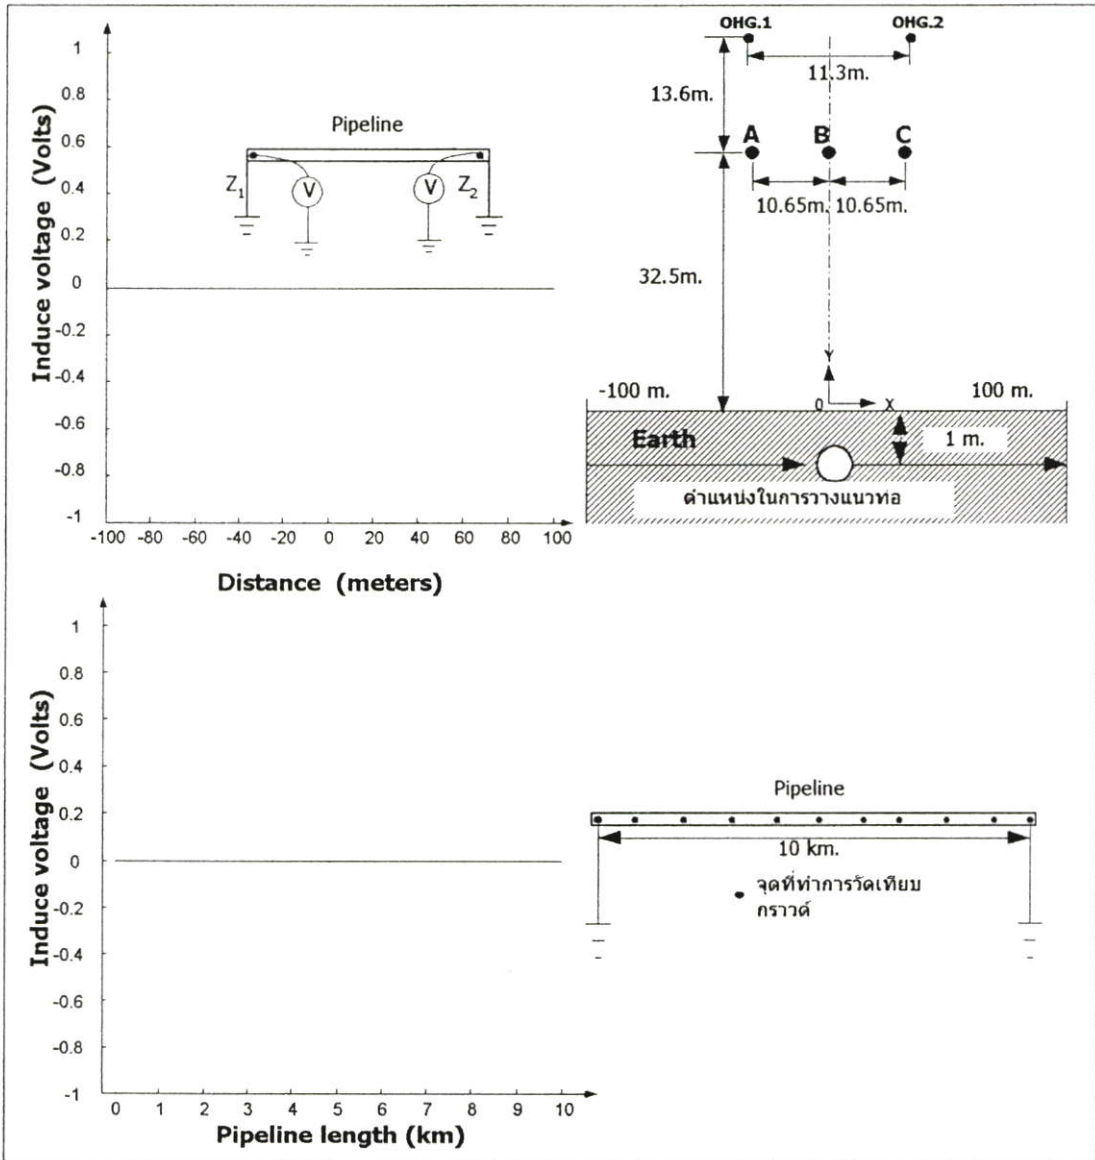 Induce voltage (Volts)
1
0.8
0.6
0.4
0.2
0
-0.2
-0.4
-0.6
-0.8
-1
-100 -80 -60 -40 -20 0 20 40 60 80 100
Distance (meters)
Pipeline
Z1 V V Z2
OHG.1 OHG.2
11.3m.
13.6m.
A B C
10.65m. 10.65m.
32.5m.
Y
-100 m. 0 X 100 m.
Earth 1 m.
ตำแหน่งในการวางแนวท่อ
Induce voltage (Volts)
1
0.8
0.6
0.4
0.2
0
-0.2
-0.4
-0.6
-0.8
-1
0 1 2 3 4 5 6 7 8 9 10
Pipeline length (km)
Pipeline
10 km.
จุดที่ทำการวัดเทียบ
กราวด์